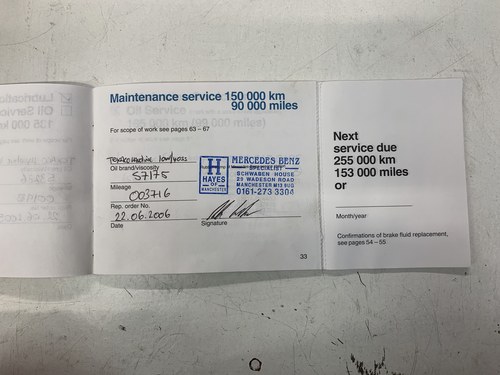 Maintenance service 150 000 km
90 000 miles
For scope of work see pages 63 – 67
Oil brand/viscosity
57175
Mileage
003716
Rep. order No.
22.06.2006
Date
H
HAYES
OF
MANCHESTER
MERCEDES BENZ
SPECIALIST
SCHWABEN HOUSE
29 WADESON ROAD
MANCHESTER M13 9UG
0161-273 3304
Signature
33
Next
service due
255 000 km
153 000 miles
or
Month/year
Confirmations of brake fluid replacement,
see pages 54 – 55